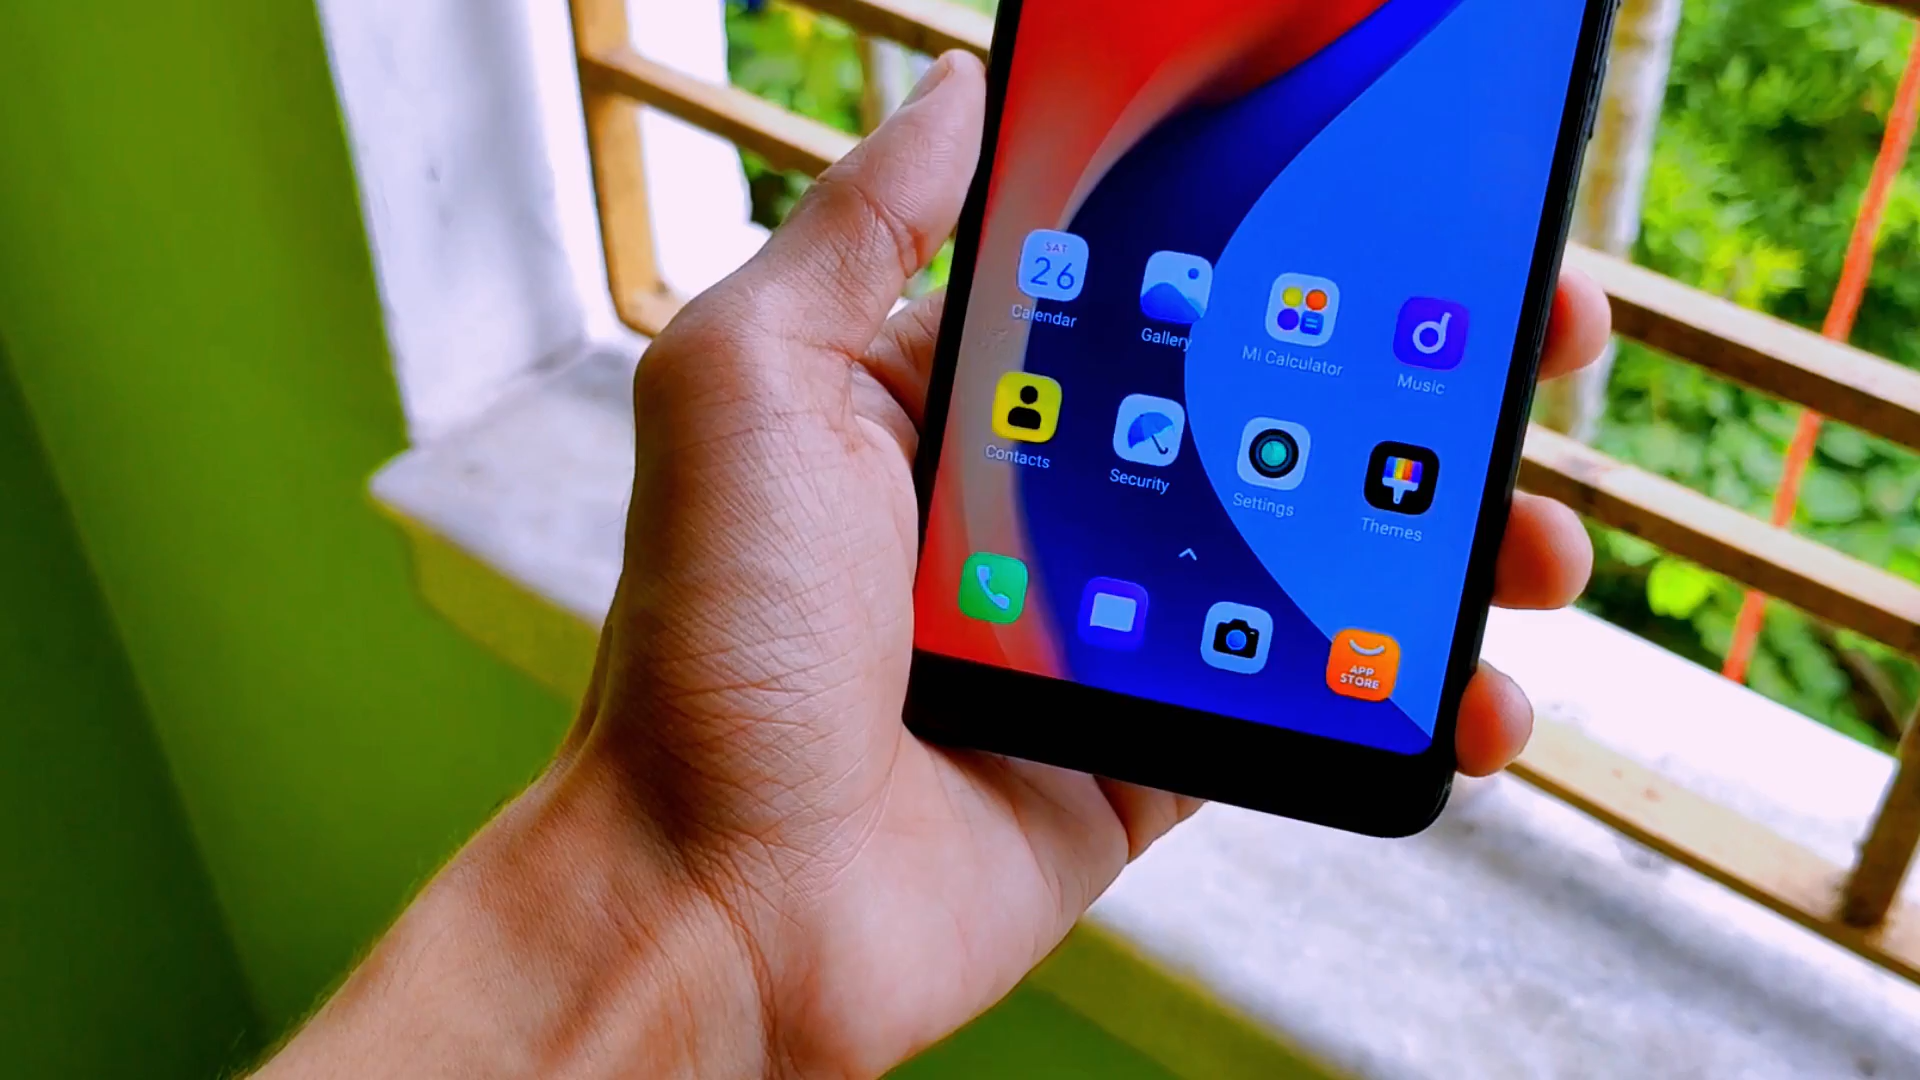 SAT
26
Calendar
Gallery
Mi Calculator
Music
Contacts
Security
Settings
Themes
APP
STORE